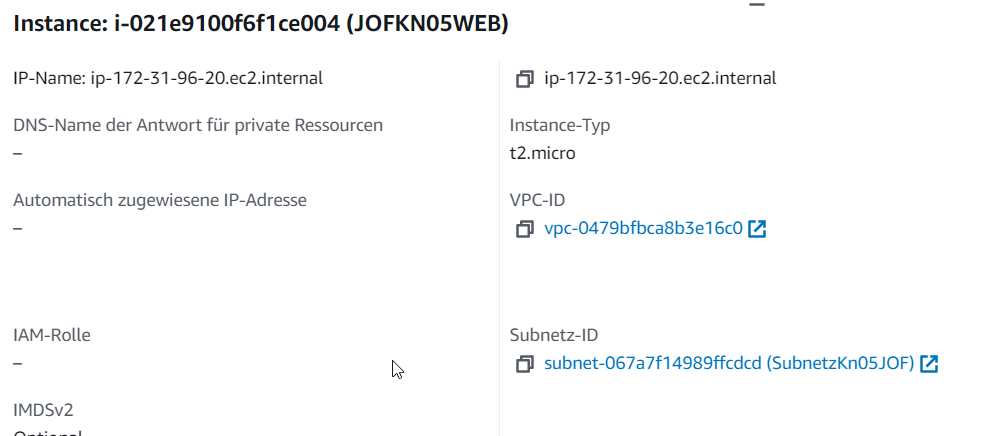 Instance: i-021e9100f6f1ce004 (JOFKN05WEB)
IP-Name: ip-172-31-96-20.ec2.internal
ip-172-31-96-20.ec2.internal
DNS-Name der Antwort für private Ressourcen
–
Instance-Typ
t2.micro
Automatisch zugewiesene IP-Adresse
–
VPC-ID
vpc-0479bfbca8b3e16c0
IAM-Rolle
–
Subnetz-ID
subnet-067a7f14989ffcdcd (SubnetzKn05JOF)
IMDSv2
Optional